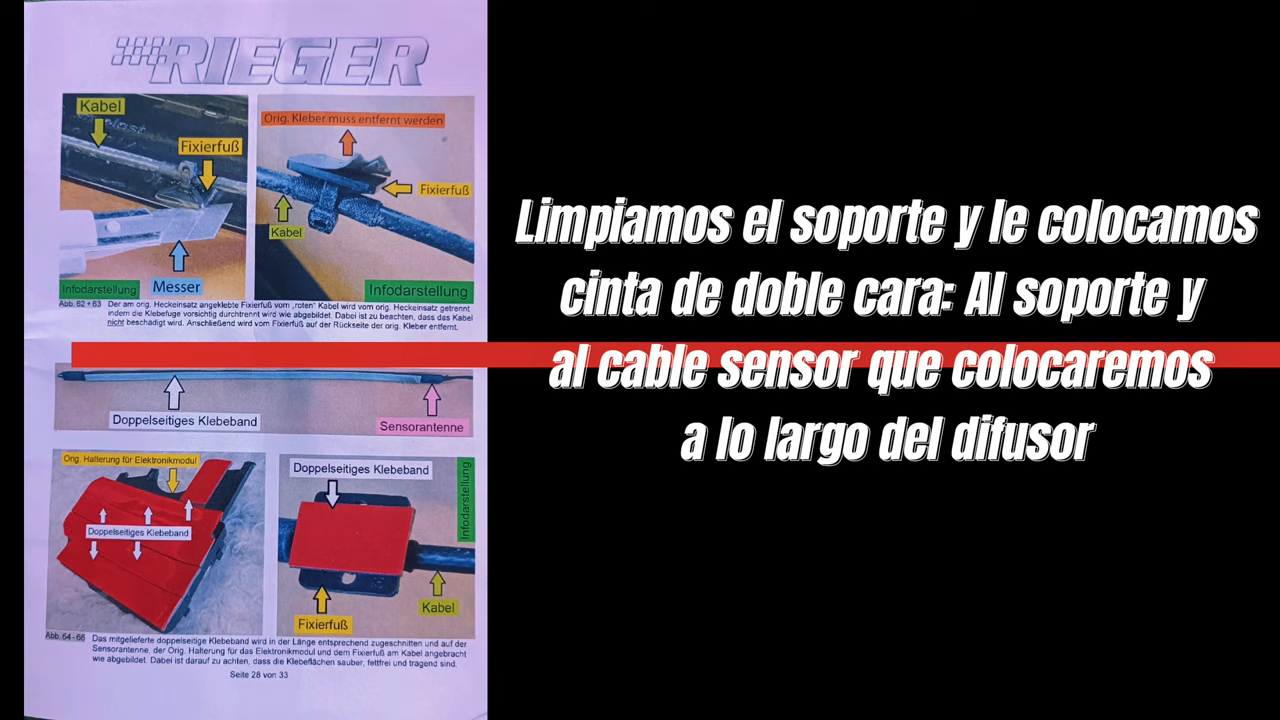 RIEGER
Kabel
Fixierfuß
Messer
Infodarstellung
Orig. Kleber muss entfernt werden
Fixierfuß
Kabel
Infodarstellung
Abb. 62 + 63
Der am orig. Heckeinsatz angeklebte Fixierfuß vom „roten“ Kabel wird vom orig. Heckeinsatz getrennt
indem die Klebefuge vorsichtig durchtrennt wird wie abgebildet. Dabei ist zu beachten, dass das Kabel
nicht beschädigt wird. Anschließend wird vom Fixierfuß auf der Rückseite der orig. Kleber entfernt.
Doppelseitiges Klebeband
Sensorantenne
Orig. Halterung für Elektronikmodul
Doppelseitiges Klebeband
Doppelseitiges Klebeband
Infodarstellung
Kabel
Fixierfuß
Abb. 64 - 66
Das mitgelieferte doppelseitige Klebeband wird in der Länge entsprechend zugeschnitten und auf der
Sensorantenne, der Orig. Halterung für das Elektronikmodul und dem Fixierfuß am Kabel angebracht
wie abgebildet. Dabei ist darauf zu achten, dass die Klebeflächen sauber, fettfrei und tragend sind.
Seite 28 von 33
Limpiamos el soporte y le colocamos
cinta de doble cara: Al soporte y
al cable sensor que colocaremos
a lo largo del difusor